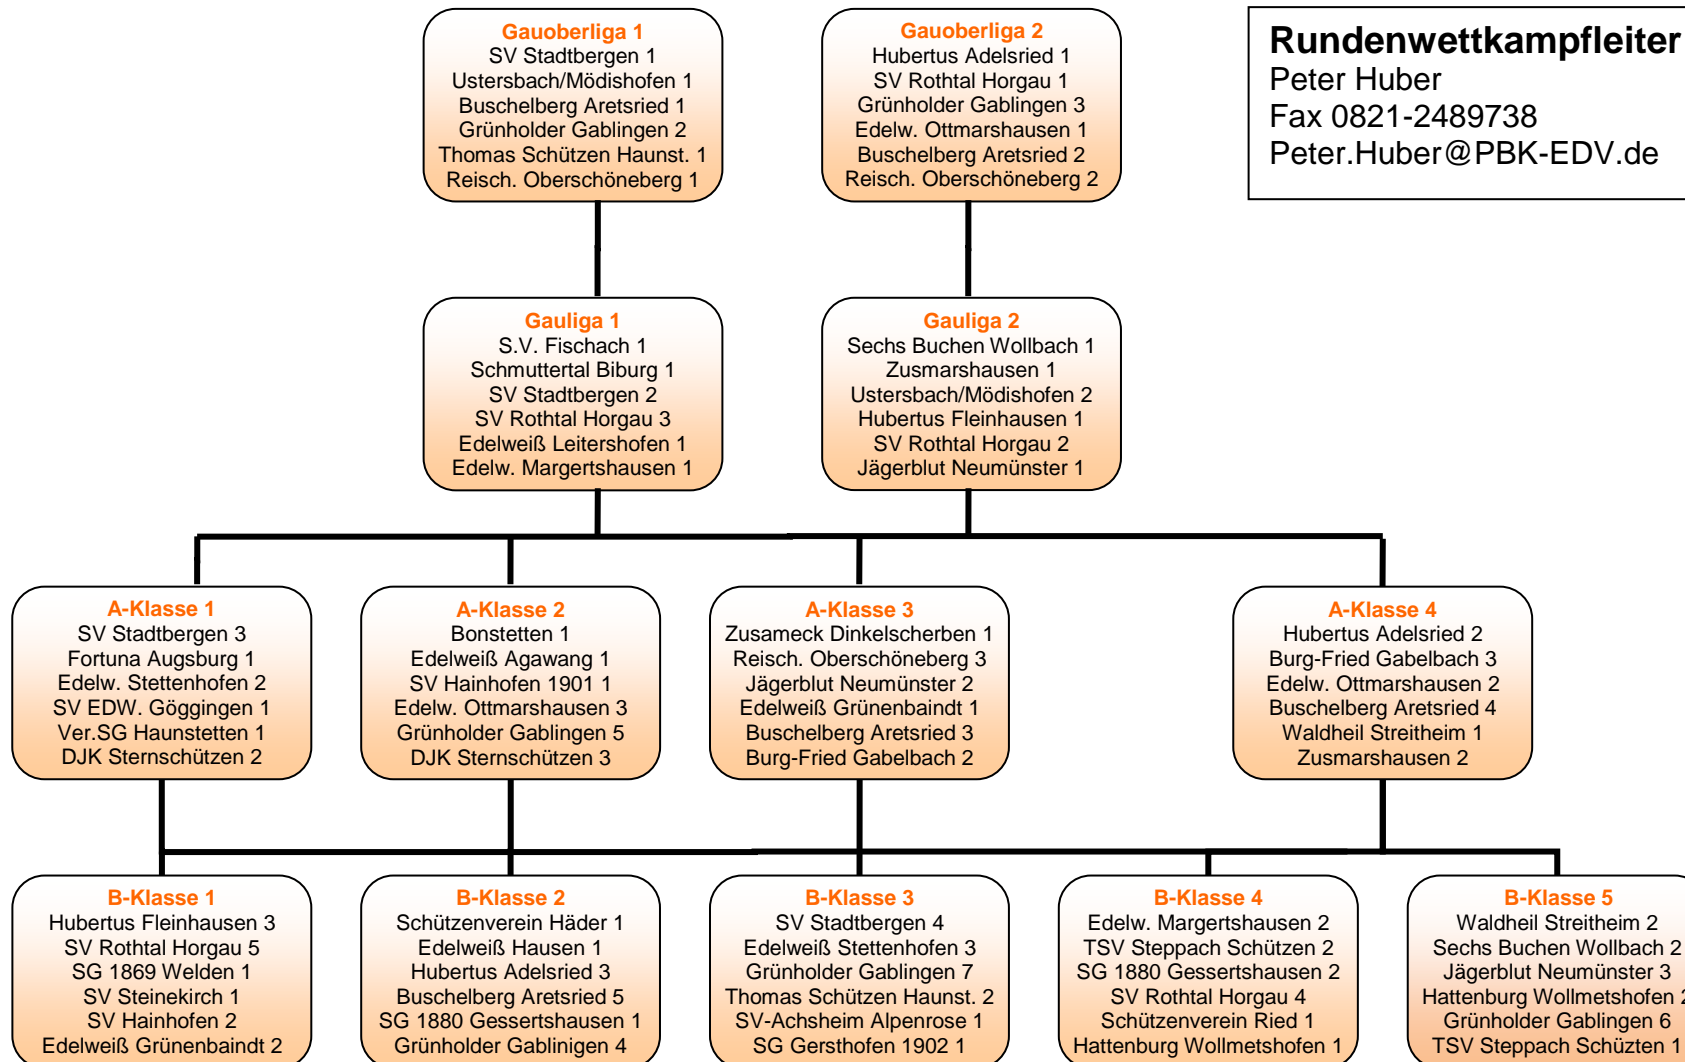 Gauoberliga 1
SV Stadtbergen 1
Ustersbach/Mödishofen 1
Buschelberg Aretsried 1
Grünholder Gablingen 2
Thomas Schützen Haunst. 1
Reisch. Oberschöneberg 1
Gauoberliga 2
Hubertus Adelsried 1
SV Rothtal Horgau 1
Grünholder Gablingen 3
Edelw. Ottmarshausen 1
Buschelberg Aretsried 2
Reisch. Oberschöneberg 2
Rundenwettkampfleiter
Peter Huber
Fax 0821-2489738
Peter.Huber@PBK-EDV.de
Gauliga 1
S.V. Fischach 1
Schmuttertal Biburg 1
SV Stadtbergen 2
SV Rothtal Horgau 3
Edelweiß Leitershofen 1
Edelw. Margertshausen 1
Gauliga 2
Sechs Buchen Wollbach 1
Zusmarshausen 1
Ustersbach/Mödishofen 2
Hubertus Fleinhausen 1
SV Rothtal Horgau 2
Jägerblut Neumünster 1
A-Klasse 1
SV Stadtbergen 3
Fortuna Augsburg 1
Edelw. Stettenhofen 2
SV EDW. Göggingen 1
Ver.SG Haunstetten 1
DJK Sternschützen 2
A-Klasse 2
Bonstetten 1
Edelweiß Agawang 1
SV Hainhofen 1901 1
Edelw. Ottmarshausen 3
Grünholder Gablingen 5
DJK Sternschützen 3
A-Klasse 3
Zusameck Dinkelscherben 1
Reisch. Oberschöneberg 3
Jägerblut Neumünster 2
Edelweiß Grünenbaindt 1
Buschelberg Aretsried 3
Burg-Fried Gabelbach 2
A-Klasse 4
Hubertus Adelsried 2
Burg-Fried Gabelbach 3
Edelw. Ottmarshausen 2
Buschelberg Aretsried 4
Waldheil Streitheim 1
Zusmarshausen 2
B-Klasse 1
Hubertus Fleinhausen 3
SV Rothtal Horgau 5
SG 1869 Welden 1
SV Steinekirch 1
SV Hainhofen 2
Edelweiß Grünenbaindt 2
B-Klasse 2
Schützenverein Häder 1
Edelweiß Hausen 1
Hubertus Adelsried 3
Buschelberg Aretsried 5
SG 1880 Gessertshausen 1
Grünholder Gablinigen 4
B-Klasse 3
SV Stadtbergen 4
Edelweiß Stettenhofen 3
Grünholder Gablingen 7
Thomas Schützen Haunst. 2
SV-Achsheim Alpenrose 1
SG Gersthofen 1902 1
B-Klasse 4
Edelw. Margertshausen 2
TSV Steppach Schützen 2
SG 1880 Gessertshausen 2
SV Rothtal Horgau 4
Schützenverein Ried 1
Hattenburg Wollmetshofen 1
B-Klasse 5
Waldheil Streitheim 2
Sechs Buchen Wollbach 2
Jägerblut Neumünster 3
Hattenburg Wollmetshofen 2
Grünholder Gablingen 6
TSV Steppach Schüzten 1